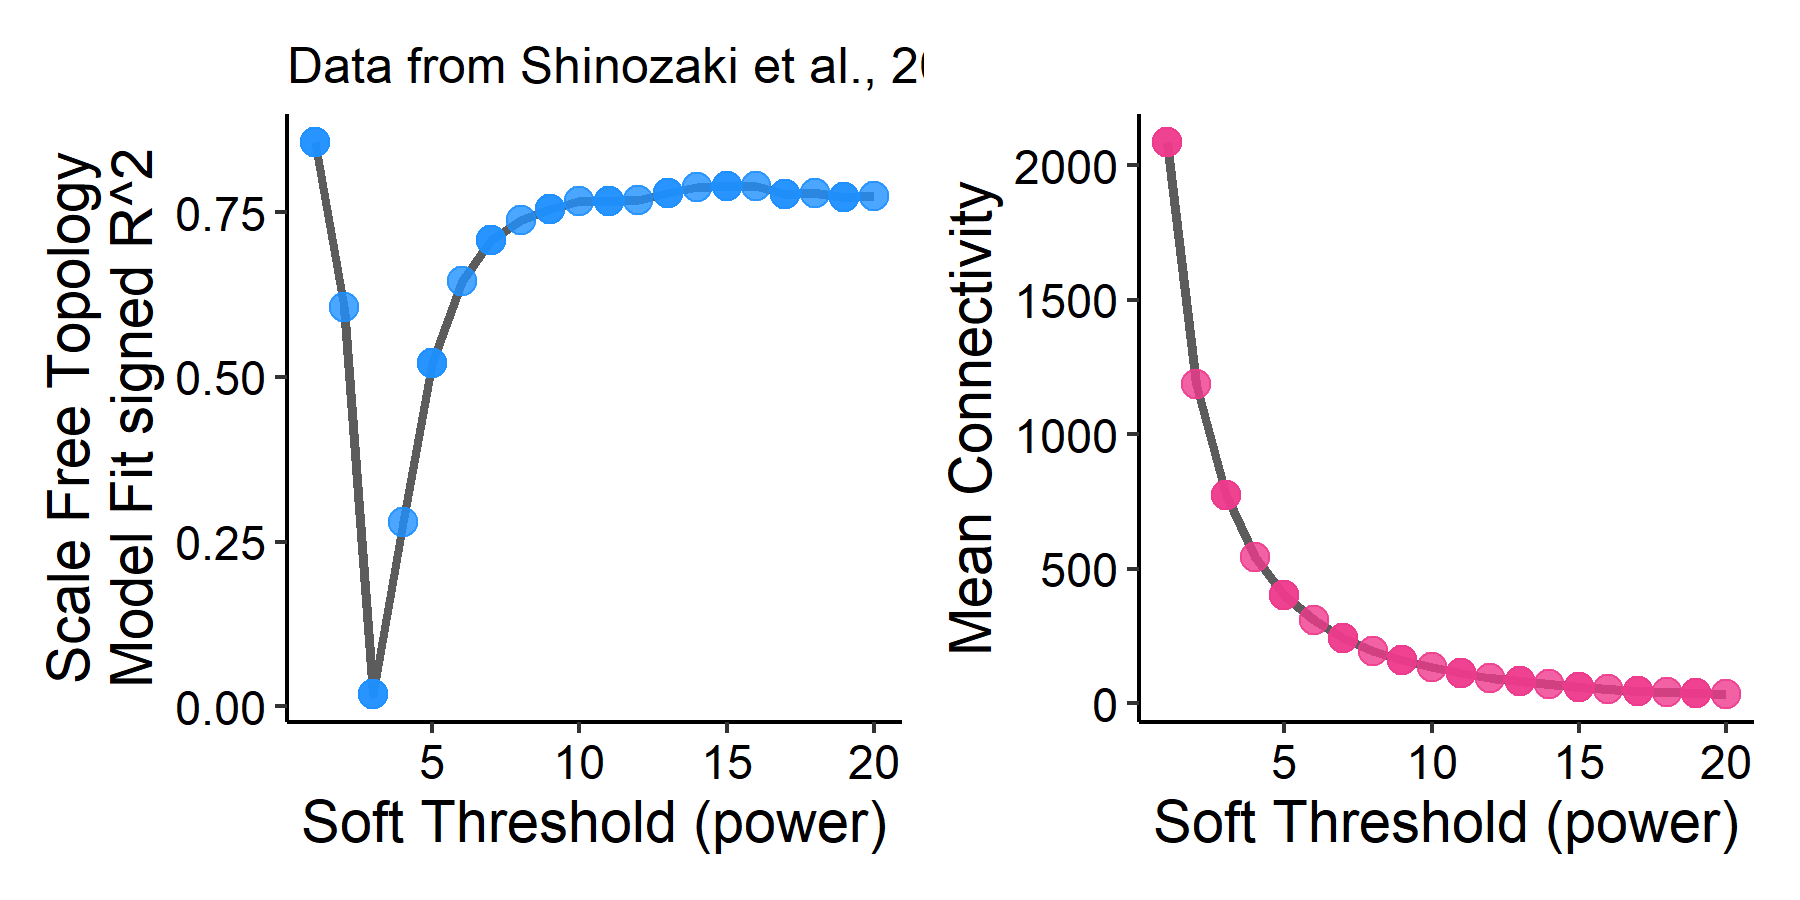 Data from Shinozaki et al., 2
Scale Free Topology
Model Fit signed R^2
0.75
0.50
0.25
0.00
5 10 15 20
Soft Threshold (power)
Mean Connectivity
2000
1500
1000
500
0
5 10 15 20
Soft Threshold (power)